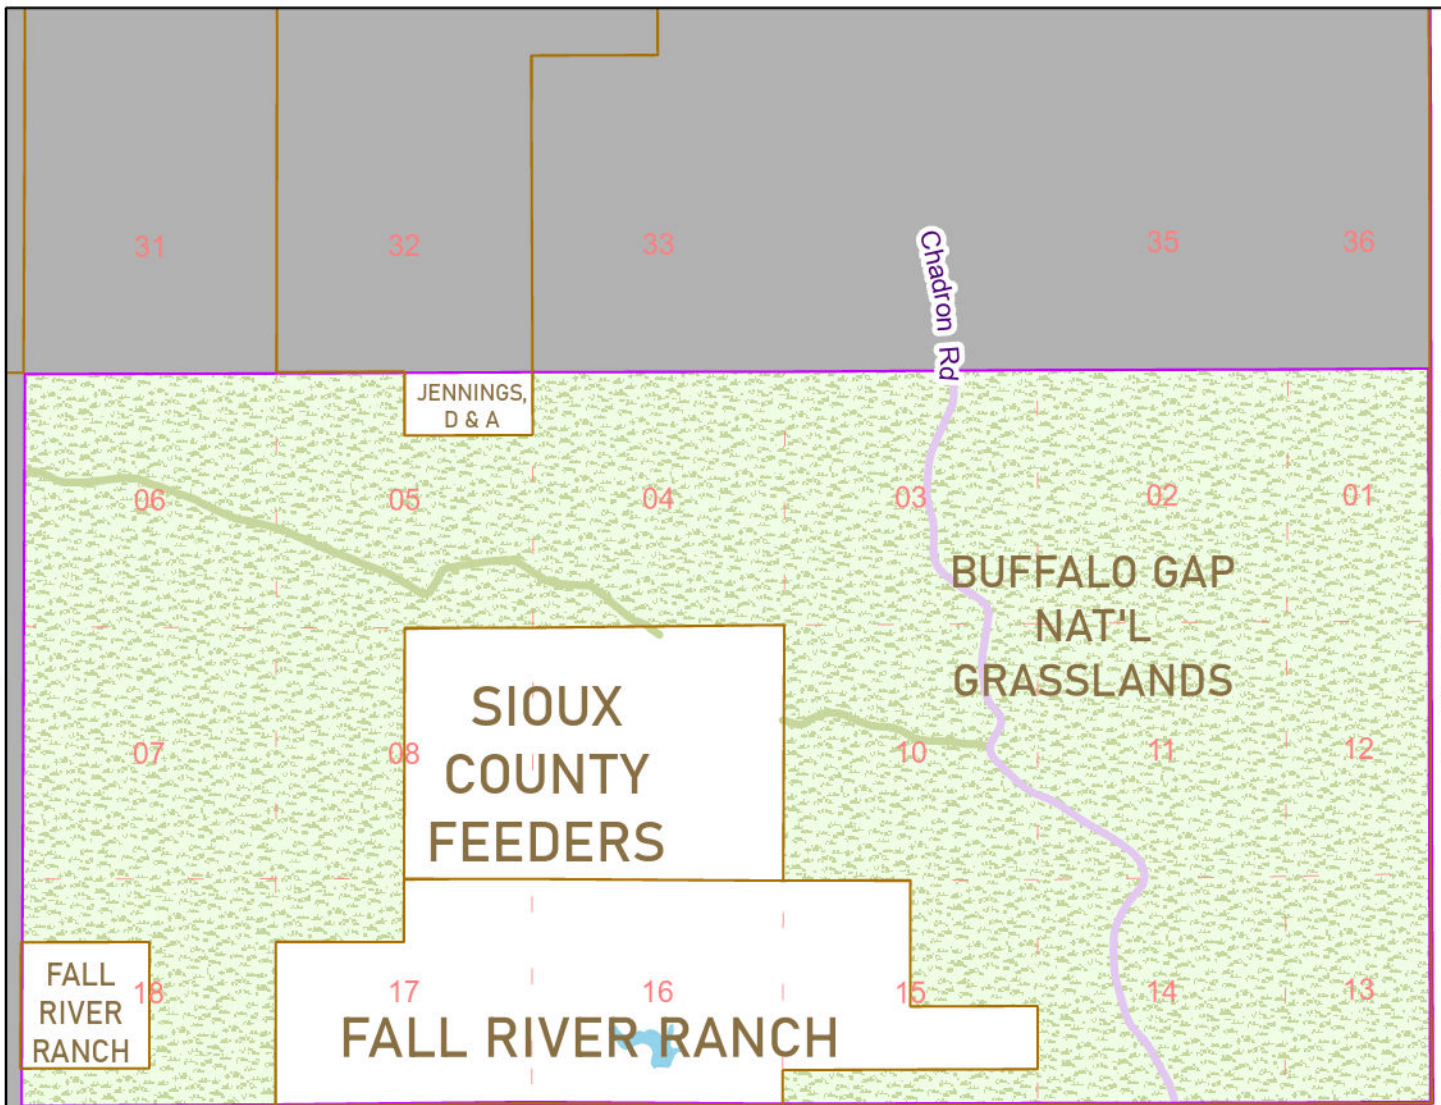 31
32
33
35
36
Chadron Rd
JENNINGS,
D & A
06
05
04
03
02
01
BUFFALO GAP
NAT'L
GRASSLANDS
SIOUX
COUNTY
FEEDERS
07
08
10
11
12
FALL
RIVER
RANCH
18
17
16
15
14
13
FALL RIVER RANCH